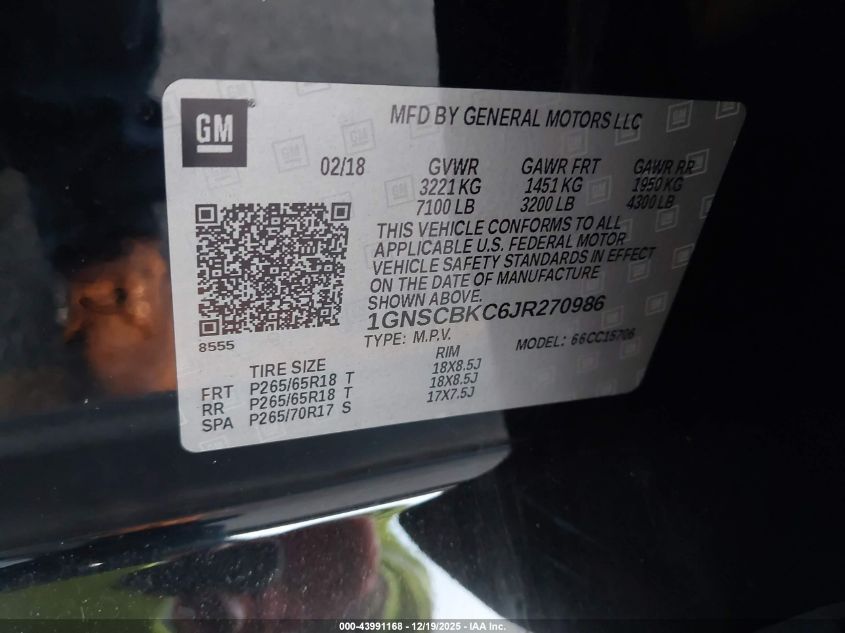 GM
MFD BY GENERAL MOTORS LLC
02/18 GVWR GAWR FRT GAWR RR
3221 KG 1451 KG 1950 KG
7100 LB 3200 LB 4300 LB
THIS VEHICLE CONFORMS TO ALL
APPLICABLE U.S. FEDERAL MOTOR
VEHICLE SAFETY STANDARDS IN EFFECT
ON THE DATE OF MANUFACTURE
SHOWN ABOVE.
1GNSCBKC6JR270986
8555
TYPE: M.P.V. MODEL: 66CC15706
TIRE SIZE RIM
FRT P265/65R18 T 18X8.5J
RR P265/65R18 T 18X8.5J
SPA P265/70R17 S 17X7.5J
000-43991168 - 12/19/2025 - IAA Inc.